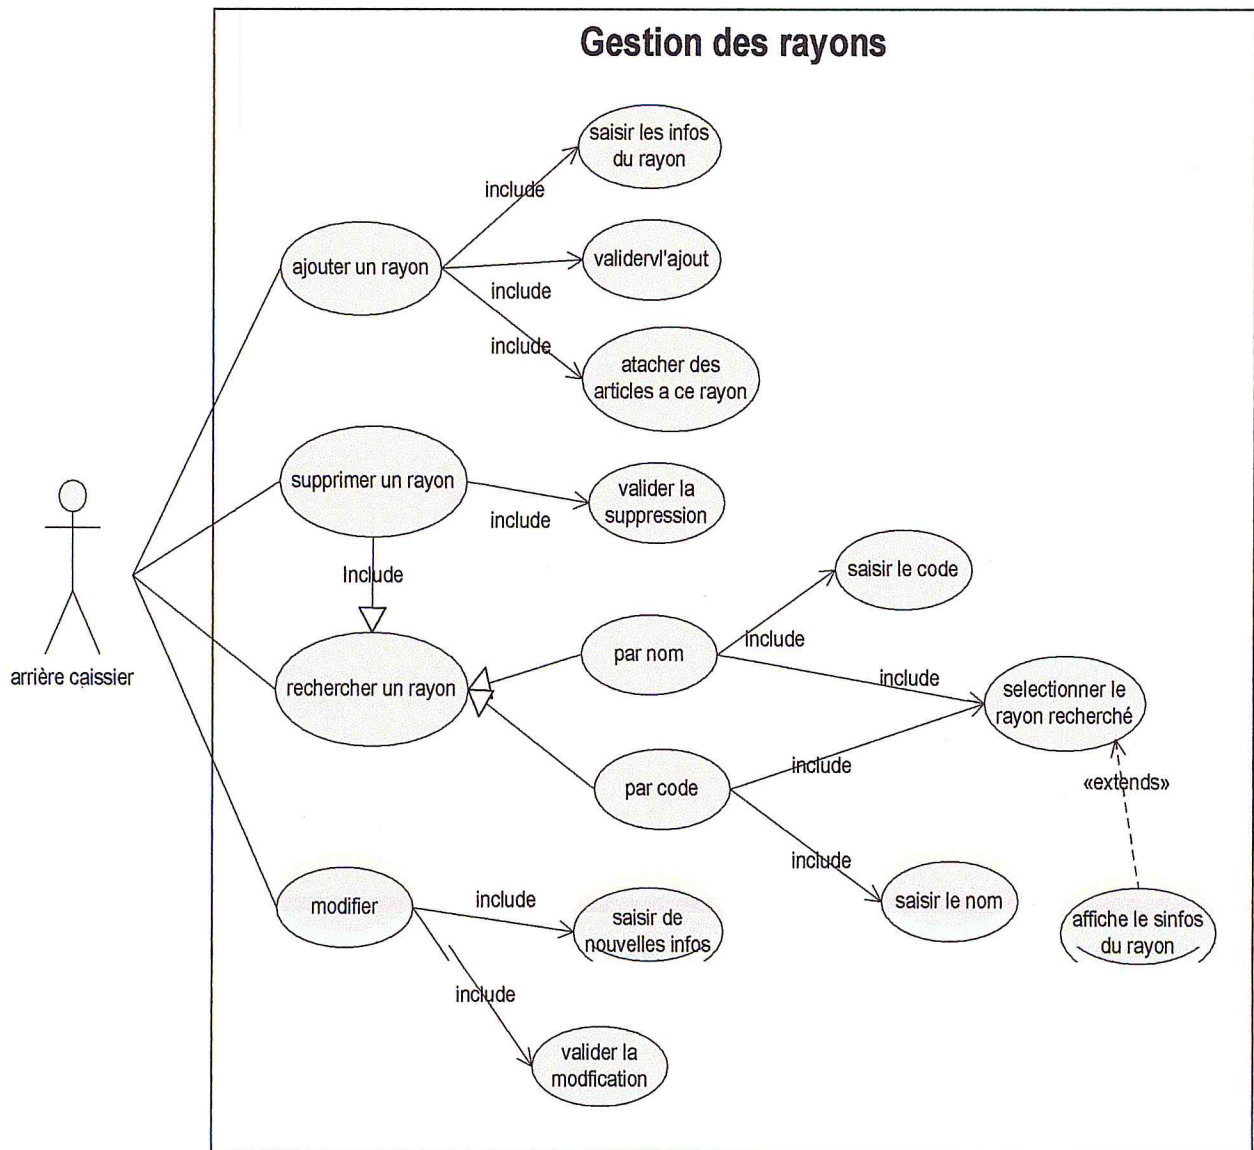 Gestion des rayons
saisir les infos
du rayon
include
ajouter un rayon
validervl'ajout
include
include
atacher des
articles a ce rayon
supprimer un rayon
valider la
suppression
include
Include
saisir le code
include
par nom
include
arrière caissier
rechercher un rayon
selectionner le
rayon recherché
include
par code
«extends»
include
modifier
include
saisir de
nouvelles infos
saisir le nom
affiche le sinfos
du rayon
include
valider la
modfication